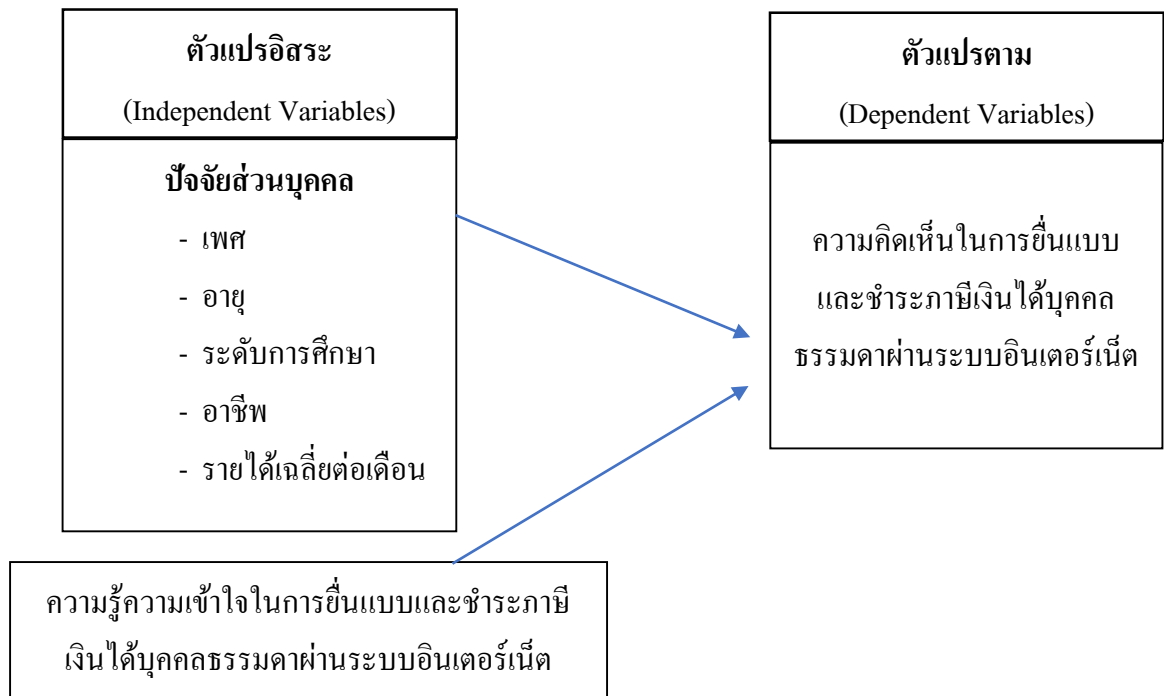 ตัวแปรอิสระ
(Independent Variables)
ปัจจัยส่วนบุคคล
- เพศ
- อายุ
- ระดับการศึกษา
- อาชีพ
- รายได้เฉลี่ยต่อเดือน
ความรู้ความเข้าใจในการยื่นแบบและชำระภาษี
เงินได้บุคคลธรรมดาผ่านระบบอินเตอร์เน็ต
ตัวแปรตาม
(Dependent Variables)
ความคิดเห็นในการยื่นแบบ
และชำระภาษีเงินได้บุคคล
ธรรมดาผ่านระบบอินเตอร์เน็ต